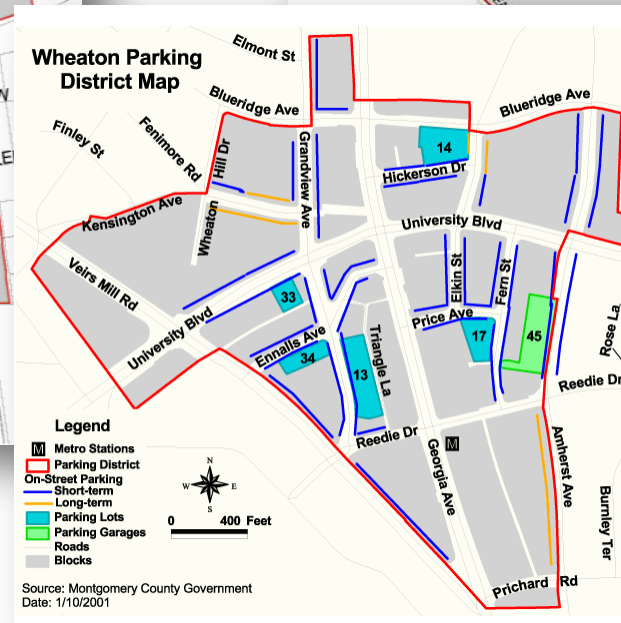 Wheaton Parking
District Map
Elmont St
Blueridge Ave
Blueridge Ave
Finley St
Fenimore Rd
Hill Dr
Grandview Ave
14
Hickerson Dr
Kensington Ave
Wheaton
University Blvd
Veirs Mill Rd
Elkin St
Fern St
33
Price Ave
University Blvd
Ennalls Ave
34
13
Triangle La
17
45
Rose La
Reedie Dr
Reedie Dr
Georgia Ave
M
Amherst Ave
Burnley Ter
Prichard Rd
Legend
M Metro Stations
Parking District
On-Street Parking
Short-term
Long-term
Parking Lots
Parking Garages
Roads
Blocks
N
W E
S
0 400 Feet
Source: Montgomery County Government
Date: 1/10/2001